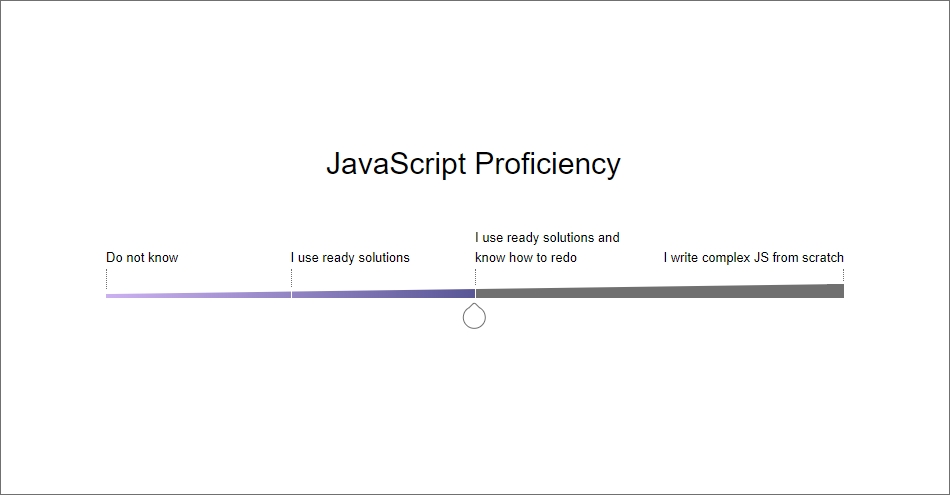 JavaScript Proficiency
Do not know
I use ready solutions
I use ready solutions and
know how to redo
I write complex JS from scratch